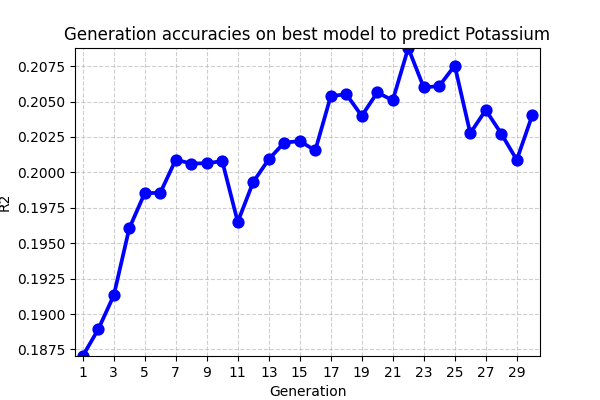 Generation accuracies on best model to predict Potassium
0.2075
0.2050
0.2025
0.2000
0.1975
0.1950
0.1925
0.1900
0.1875
R2
1 3 5 7 9 11 13 15 17 19 21 23 25 27 29
Generation